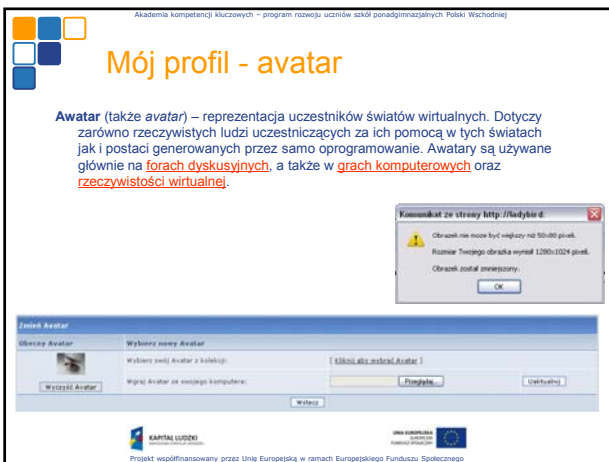 Akademia kompetencji kluczowych – program rozwoju uczniów szkół ponadgimnazjalnych Polski Wschodniej
Mój profil - avatar
Awatar (także avatar) – reprezentacja uczestników światów wirtualnych. Dotyczy
zarówno rzeczywistych ludzi uczestniczących za ich pomocą w tych światach
jak i postaci generowanych przez samo oprogramowanie. Awatary są używane
głównie na forach dyskusyjnych, a także w grach komputerowych oraz
rzeczywistości wirtualnej.
Komunikat ze strony http://ladybird:
Obrazek nie może być większy niż 50x80 pixeli.
Rozmiar Twojego obrazka wynosił 1280x1024 pixeli.
Obrazek został zmniejszony.
OK
Zmień Avatar
Obecny Avatar Wybierz nowy Avatar
Wybierz swój Avatar z kolekcji: [ Kliknij aby wybrać Avatar ]
Wyczyść Avatar Wgraj Avatar ze swojego komputera: Przeglądaj... Uaktualnij
Wstecz
KAPITAŁ LUDZKI
UNIA EUROPEJSKA
EUROPEJSKI
FUNDUSZ SPOŁECZNY
Projekt współfinansowany przez Unię Europejską w ramach Europejskiego Funduszu Społecznego